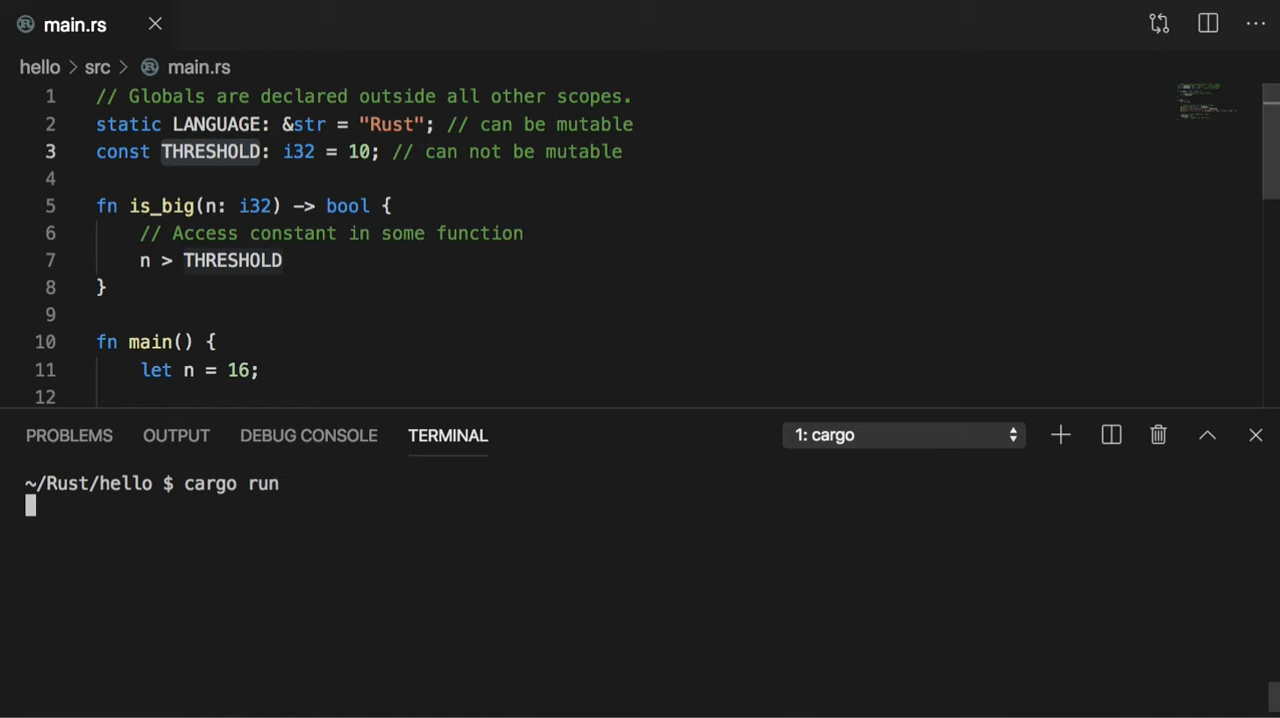 main.rs
hello > src > main.rs
1 // Globals are declared outside all other scopes.
2 static LANGUAGE: &str = "Rust"; // can be mutable
3 const THRESHOLD: i32 = 10; // can not be mutable
4
5 fn is_big(n: i32) -> bool {
6 // Access constant in some function
7 n > THRESHOLD
8 }
9
10 fn main() {
11 let n = 16;
12
PROBLEMS OUTPUT DEBUG CONSOLE TERMINAL 1: cargo
~/Rust/hello $ cargo run